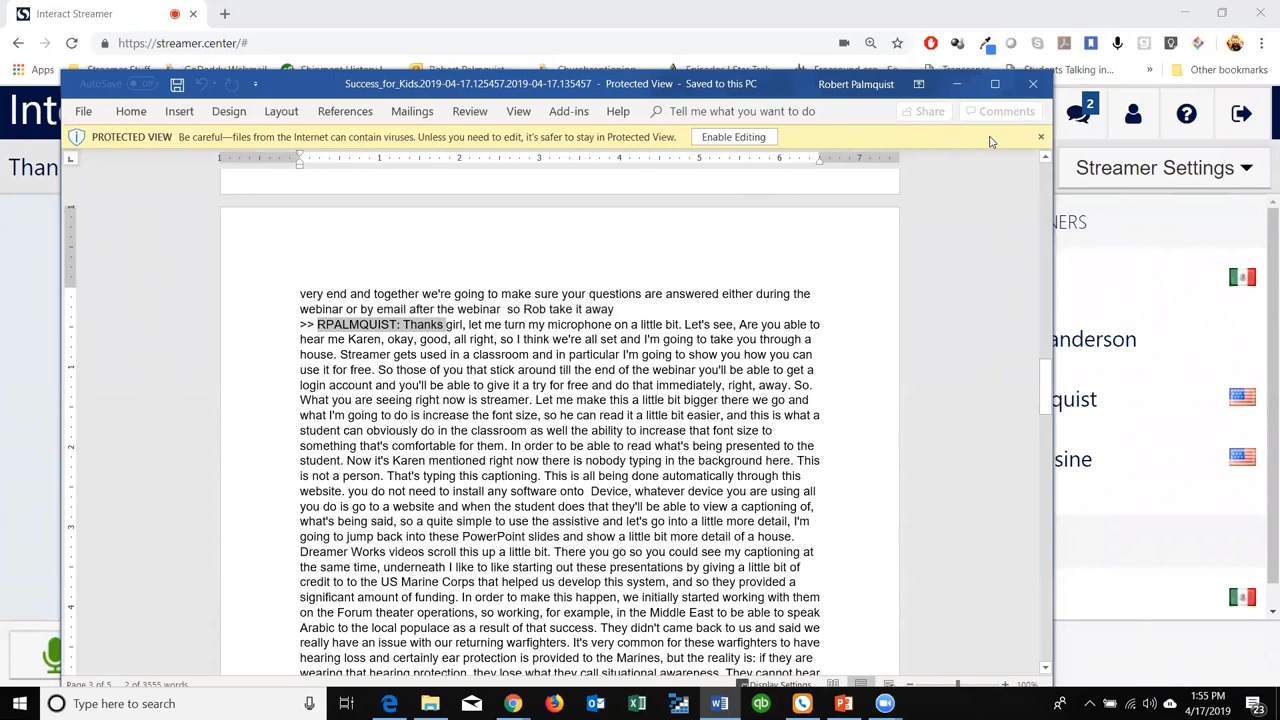 Interact Streamer
https://streamer.center/#
Apps
Other bookmarks
AutoSave Off
Success_for_Kids.2019-04-17.125457.2019-04-17.135457 - Protected View - Saved to this PC
Robert Palmquist
File Home Insert Design Layout References Mailings Review View Add-ins Help Tell me what you want to do Share Comments
PROTECTED VIEW Be careful—files from the Internet can contain viruses. Unless you need to edit, it's safer to stay in Protected View. Enable Editing
Inte
2
Than
Streamer Settings
NERS
anderson
quist
sine
very end and together we're going to make sure your questions are answered either during the
webinar or by email after the webinar so Rob take it away
>> RPALMQUIST: Thanks girl, let me turn my microphone on a little bit. Let's see, Are you able to
hear me Karen, okay, good, all right, so I think we're all set and I'm going to take you through a
house. Streamer gets used in a classroom and in particular I'm going to show you how you can
use it for free. So those of you that stick around till the end of the webinar you'll be able to get a
login account and you'll be able to give it a try for free and do that immediately, right, away. So.
What you are seeing right now is streamer. Let me make this a little bit bigger there we go and
what I'm going to do is increase the font size, so he can read it a little bit easier, and this is what a
student can obviously do in the classroom as well the ability to increase that font size to
something that's comfortable for them. In order to be able to read what's being presented to the
student. Now it's Karen mentioned right now there is nobody typing in the background here. This
is not a person. That's typing this captioning. This is all being done automatically through this
website. you do not need to install any software onto Device, whatever device you are using all
you do is go to a website and when the student does that they'll be able to view a captioning of,
what's being said, so a quite simple to use the assistive and let's go into a little more detail, I'm
going to jump back into these PowerPoint slides and show a little bit more detail of a house.
Dreamer Works videos scroll this up a little bit. There you go so you could see my captioning at
the same time, underneath I like to like starting out these presentations by giving a little bit of
credit to to the US Marine Corps that helped us develop this system, and so they provided a
significant amount of funding. In order to make this happen, we initially started working with them
on the Forum theater operations, so working, for example, in the Middle East to be able to speak
Arabic to the local populace as a result of that success. They didn't came back to us and said we
really have an issue with our returning warfighters. It's very common for these warfighters to have
hearing loss and certainly ear protection is provided to the Marines, but the reality is: if they are
wearing that hearing protection, they lose what they call situational awareness. They cannot hear
Page 3 of 5 2 of 3555 words
Display Settings
100%
Type here to search
1:55 PM
4/17/2019
23